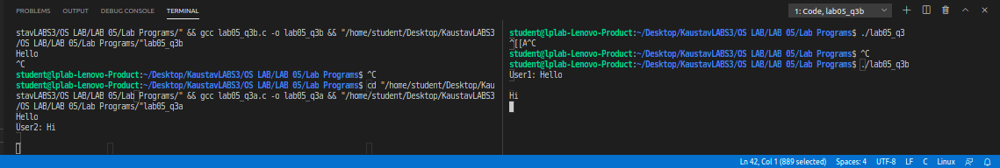 PROBLEMS OUTPUT DEBUG CONSOLE TERMINAL 1: Code, lab05_q3b
stavLABS3/OS LAB/LAB 05/Lab Programs/" && gcc lab05_q3b.c -o lab05_q3b && "/home/student/Desktop/KaustavLABS3
/OS LAB/LAB 05/Lab Programs/"lab05_q3b
Hello
^C
student@lplab-Lenovo-Product:~/Desktop/KaustavLABS3/OS LAB/LAB 05/Lab Programs$ ^C
student@lplab-Lenovo-Product:~/Desktop/KaustavLABS3/OS LAB/LAB 05/Lab Programs$ cd "/home/student/Desktop/Kau
stavLABS3/OS LAB/LAB 05/Lab Programs/" && gcc lab05_q3a.c -o lab05_q3a && "/home/student/Desktop/KaustavLABS3
/OS LAB/LAB 05/Lab Programs/"lab05_q3a
Hello
User2: Hi
student@lplab-Lenovo-Product:~/Desktop/KaustavLABS3/OS LAB/LAB 05/Lab Programs$ ./lab05_q3
^[[A^C
student@lplab-Lenovo-Product:~/Desktop/KaustavLABS3/OS LAB/LAB 05/Lab Programs$ ^C
student@lplab-Lenovo-Product:~/Desktop/KaustavLABS3/OS LAB/LAB 05/Lab Programs$ ./lab05_q3b
User1: Hello
Hi
Ln 42, Col 1 (889 selected) Spaces: 4 UTF-8 LF C Linux